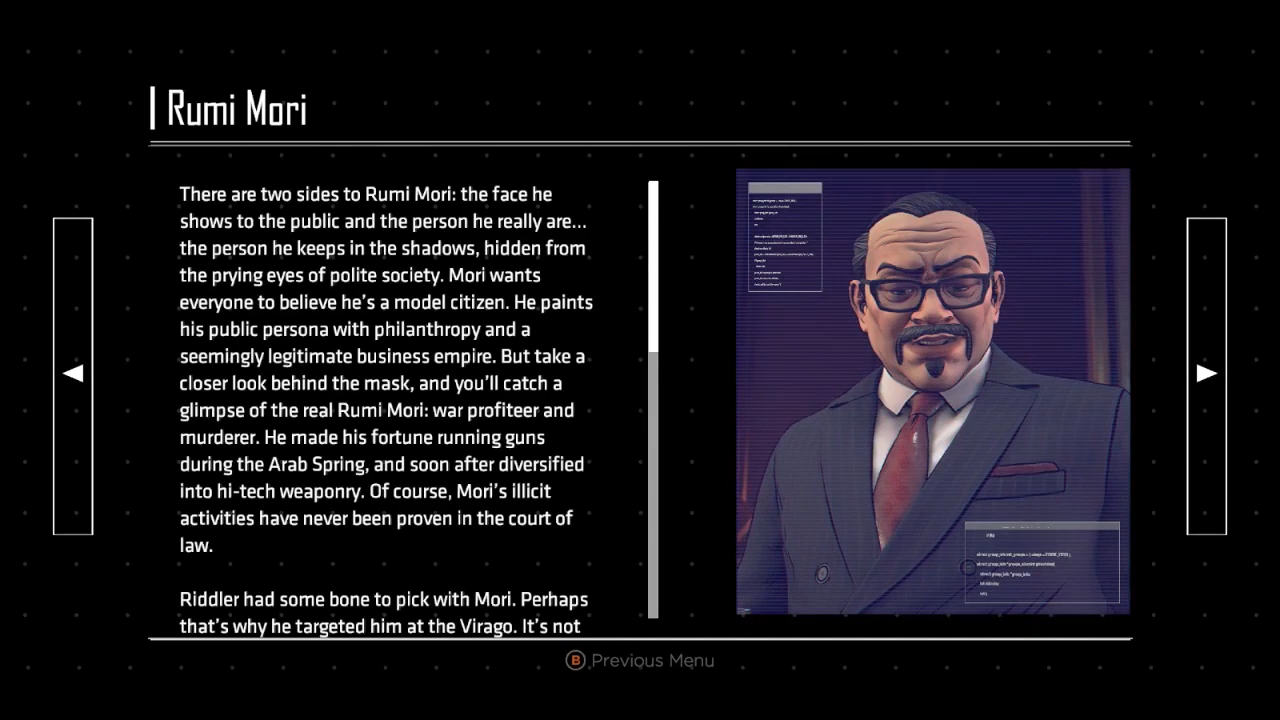 Rumi Mori
There are two sides to Rumi Mori: the face he
shows to the public and the person he really are...
the person he keeps in the shadows, hidden from
the prying eyes of polite society. Mori wants
everyone to believe he's a model citizen. He paints
his public persona with philanthropy and a
seemingly legitimate business empire. But take a
closer look behind the mask, and you'll catch a
glimpse of the real Rumi Mori: war profiteer and
murderer. He made his fortune running guns
during the Arab Spring, and soon after diversified
into hi-tech weaponry. Of course, Mori's illicit
activities have never been proven in the court of
law.
Riddler had some bone to pick with Mori. Perhaps
that's why he targeted him at the Virago. It's not
B Previous Menu